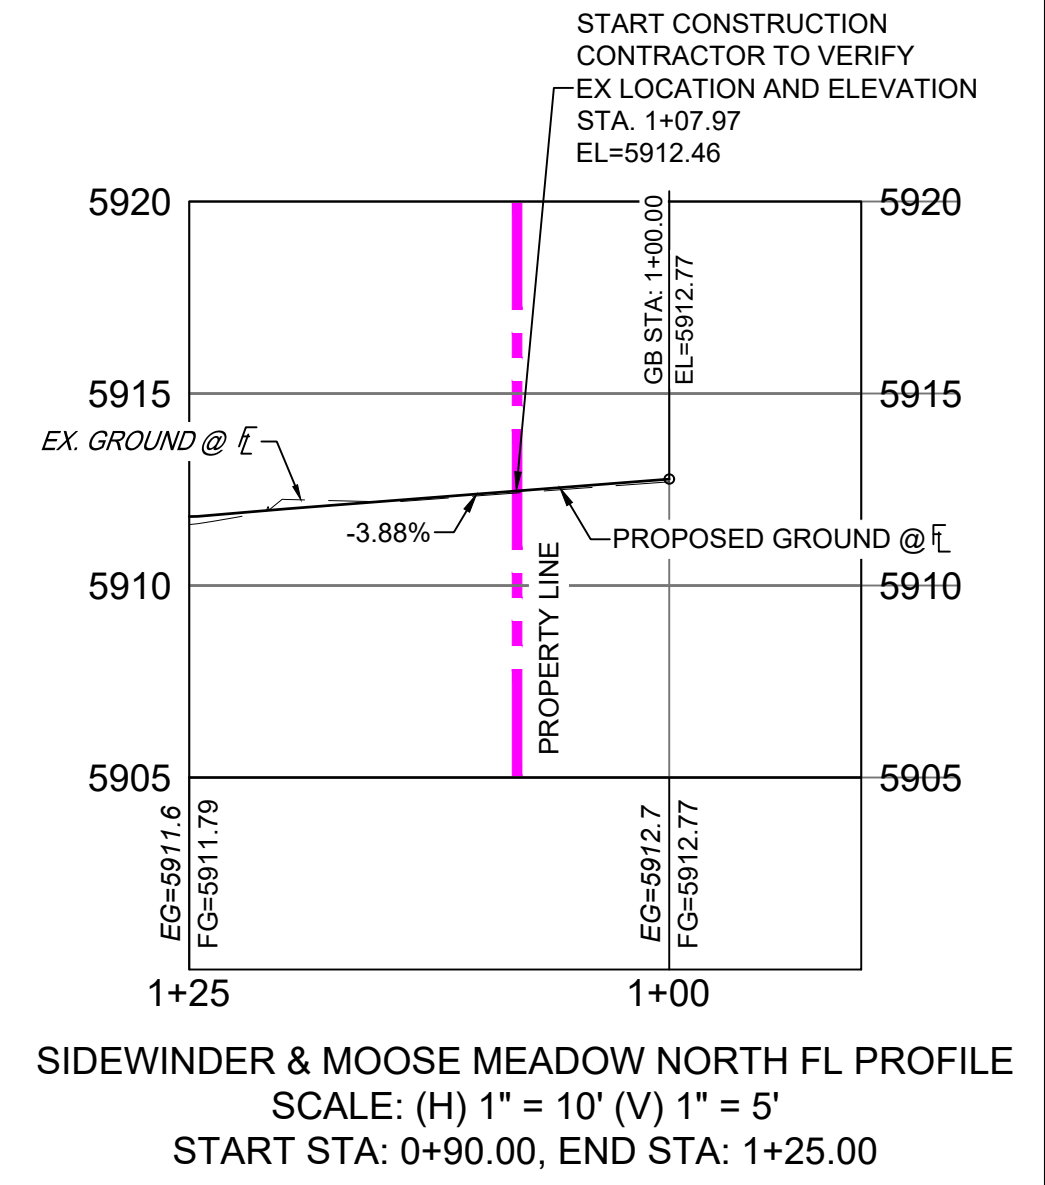 START CONSTRUCTION
CONTRACTOR TO VERIFY
EX LOCATION AND ELEVATION
STA. 1+07.97
EL=5912.46
5920
5920
GB STA: 1+00.00
EL=5912.77
5915
5915
EX. GROUND @ FL
-3.88%
PROPOSED GROUND @ FL
5910
5910
PROPERTY LINE
5905
5905
EG=5911.6
FG=5911.79
EG=5912.7
FG=5912.77
1+25
1+00
SIDEWINDER & MOOSE MEADOW NORTH FL PROFILE
SCALE: (H) 1" = 10' (V) 1" = 5'
START STA: 0+90.00, END STA: 1+25.00